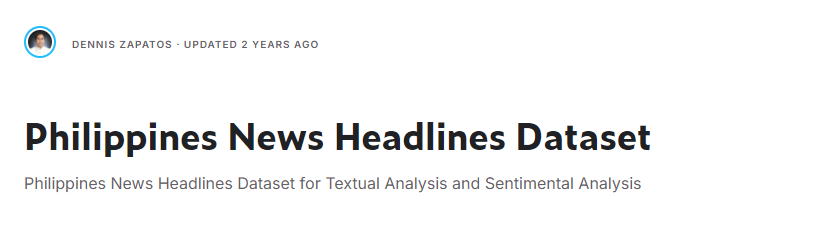 DENNIS ZAPATOS · UPDATED 2 YEARS AGO
Philippines News Headlines Dataset
Philippines News Headlines Dataset for Textual Analysis and Sentimental Analysis